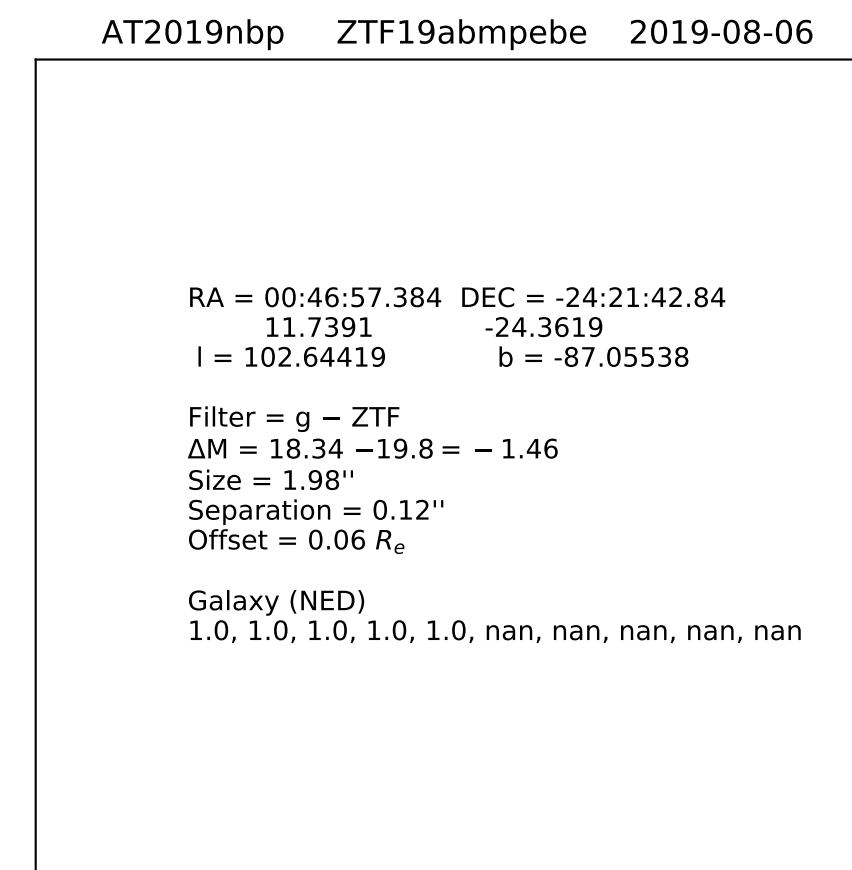 AT2019nbp ZTF19abmpebe 2019-08-06
RA = 00:46:57.384 DEC = -24:21:42.84
11.7391 -24.3619
l = 102.64419 b = -87.05538
Filter = g − ZTF
ΔM = 18.34 −19.8 = − 1.46
Size = 1.98''
Separation = 0.12''
Offset = 0.06 Re
Galaxy (NED)
1.0, 1.0, 1.0, 1.0, 1.0, nan, nan, nan, nan, nan